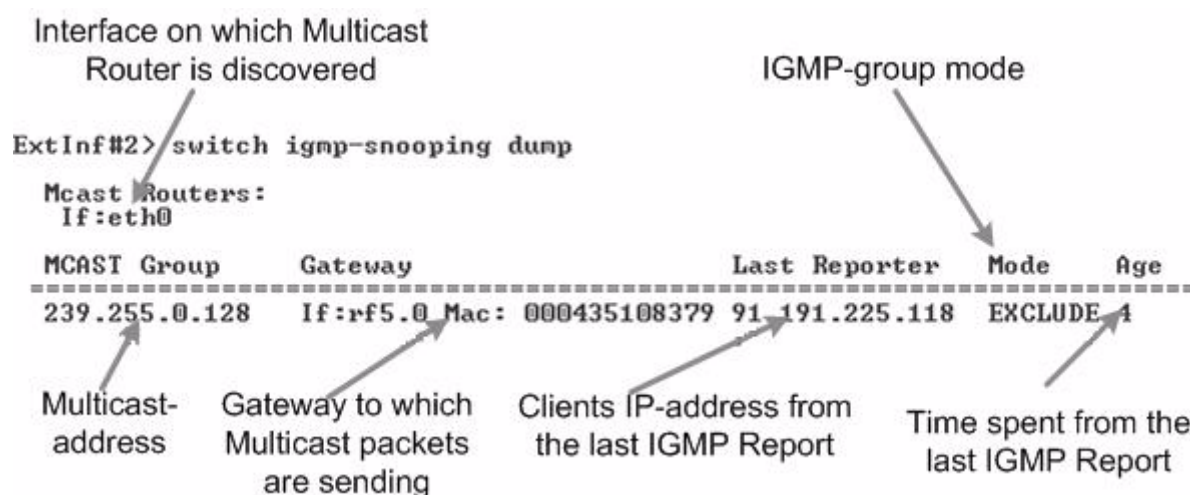 Interface on which Multicast
Router is discovered
IGMP-group mode
ExtInf#2> switch igmp-snooping dump
Mcast Routers:
If:eth0
MCAST Group Gateway Last Reporter Mode Age
239.255.0.128 If:rf5.0 Mac: 000435108379 91.191.225.118 EXCLUDE 4
Multicast-
address
Gateway to which
Multicast packets
are sending
Clients IP-address from
the last IGMP Report
Time spent from the
last IGMP Report